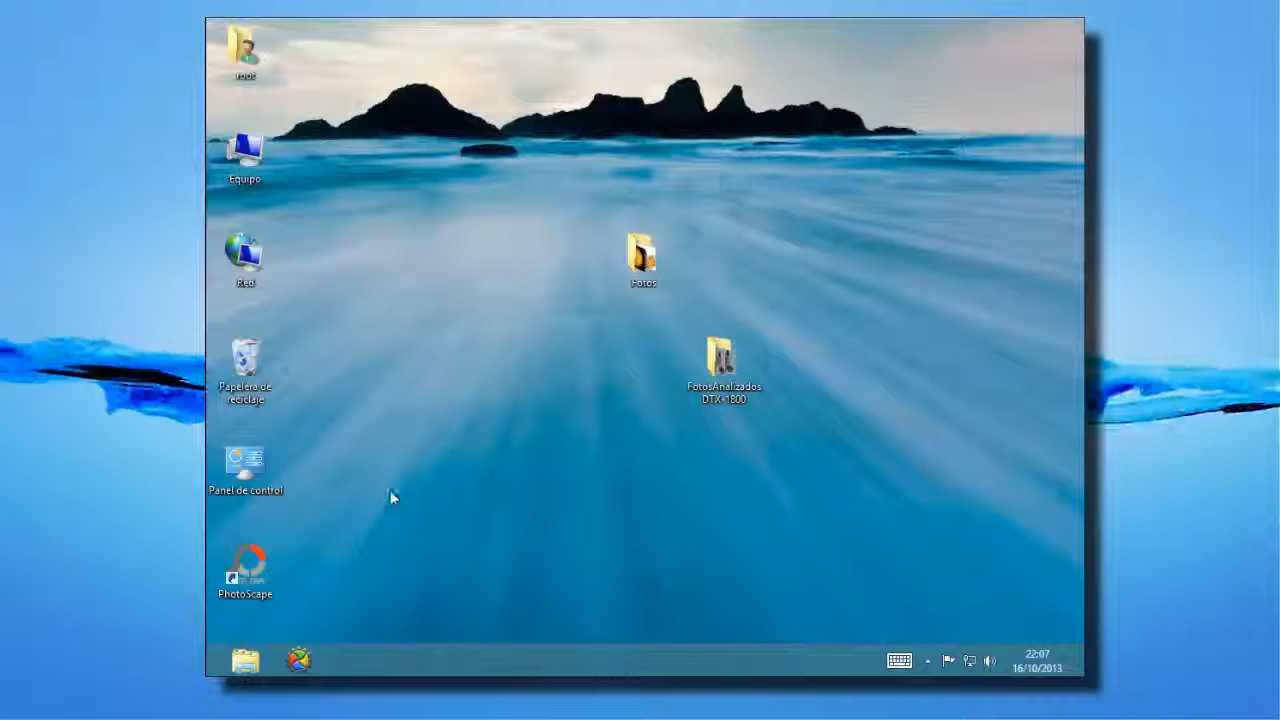 root
Equipo
Red
Fotos
Papelera de
reciclaje
FotosAnalizados
DTX-1800
Panel de control
PhotoScape
22:07
16/10/2013